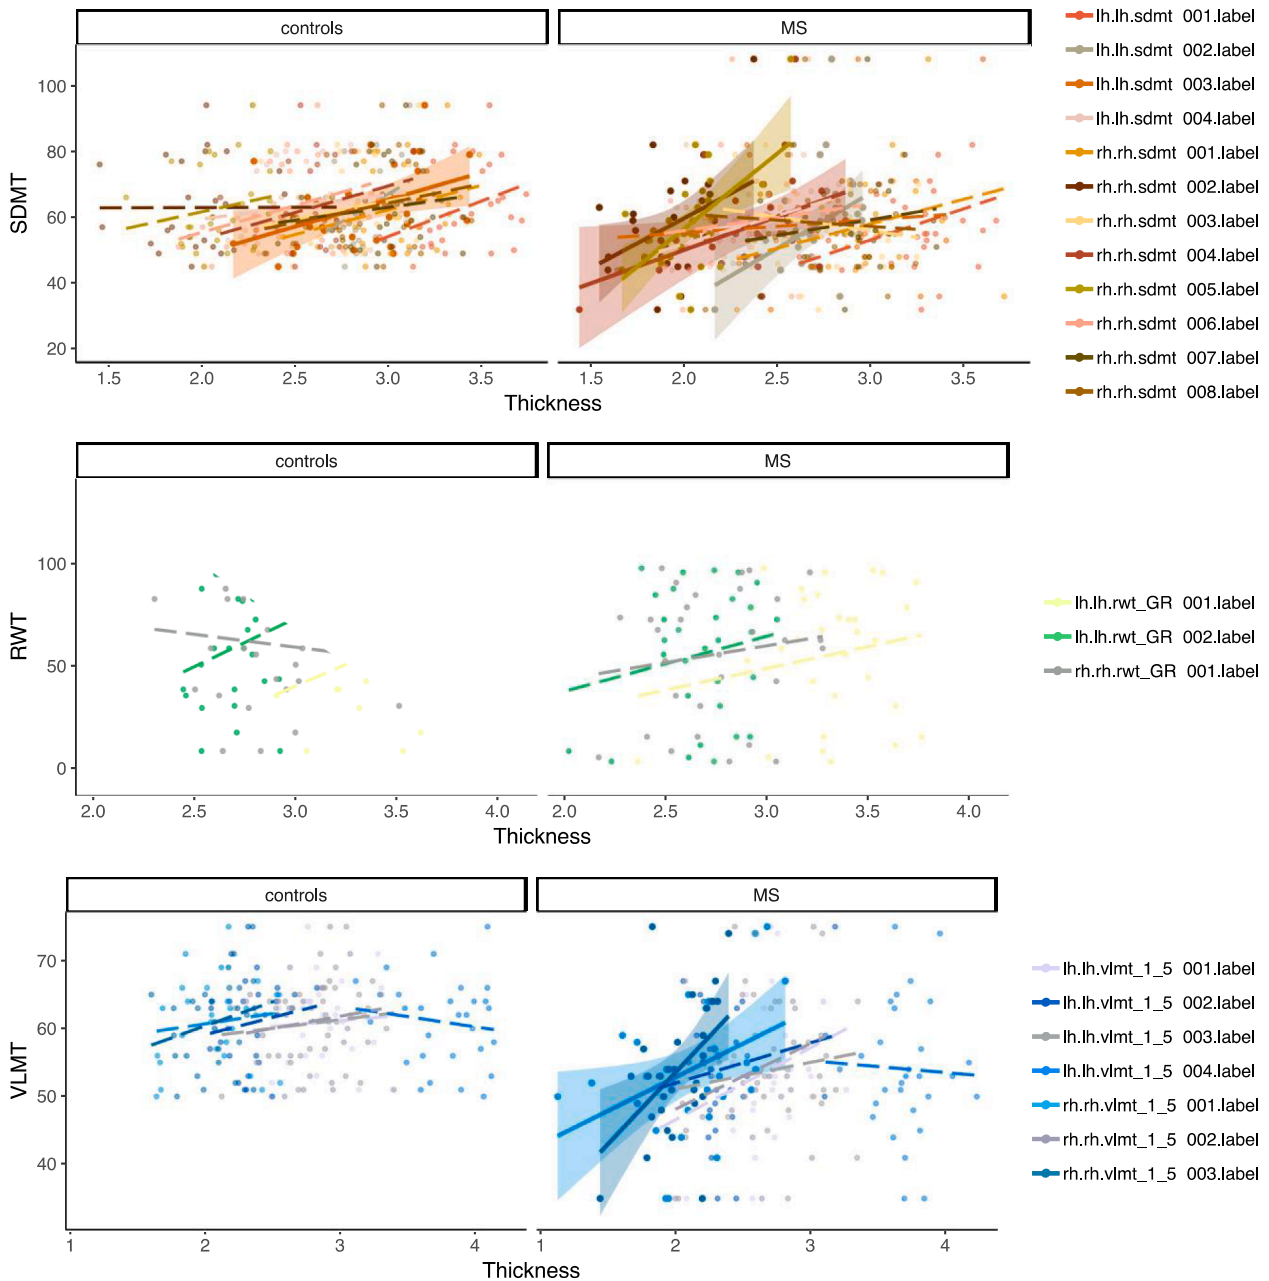 controls
MS
SDMT
100
80
60
40
20
1.5
2.0
2.5
3.0
3.5
1.5
2.0
2.5
3.0
3.5
Thickness
lh.lh.sdmt 001.label
lh.lh.sdmt 002.label
lh.lh.sdmt 003.label
lh.lh.sdmt 004.label
rh.rh.sdmt 001.label
rh.rh.sdmt 002.label
rh.rh.sdmt 003.label
rh.rh.sdmt 004.label
rh.rh.sdmt 005.label
rh.rh.sdmt 006.label
rh.rh.sdmt 007.label
rh.rh.sdmt 008.label
controls
MS
RWT
100
50
0
2.0
2.5
3.0
3.5
4.0
2.0
2.5
3.0
3.5
4.0
Thickness
lh.lh.rwt_GR 001.label
lh.lh.rwt_GR 002.label
rh.rh.rwt_GR 001.label
controls
MS
VLMT
70
60
50
40
1
2
3
4
1
2
3
4
Thickness
lh.lh.vlmt_1_5 001.label
lh.lh.vlmt_1_5 002.label
lh.lh.vlmt_1_5 003.label
lh.lh.vlmt_1_5 004.label
rh.rh.vlmt_1_5 001.label
rh.rh.vlmt_1_5 002.label
rh.rh.vlmt_1_5 003.label